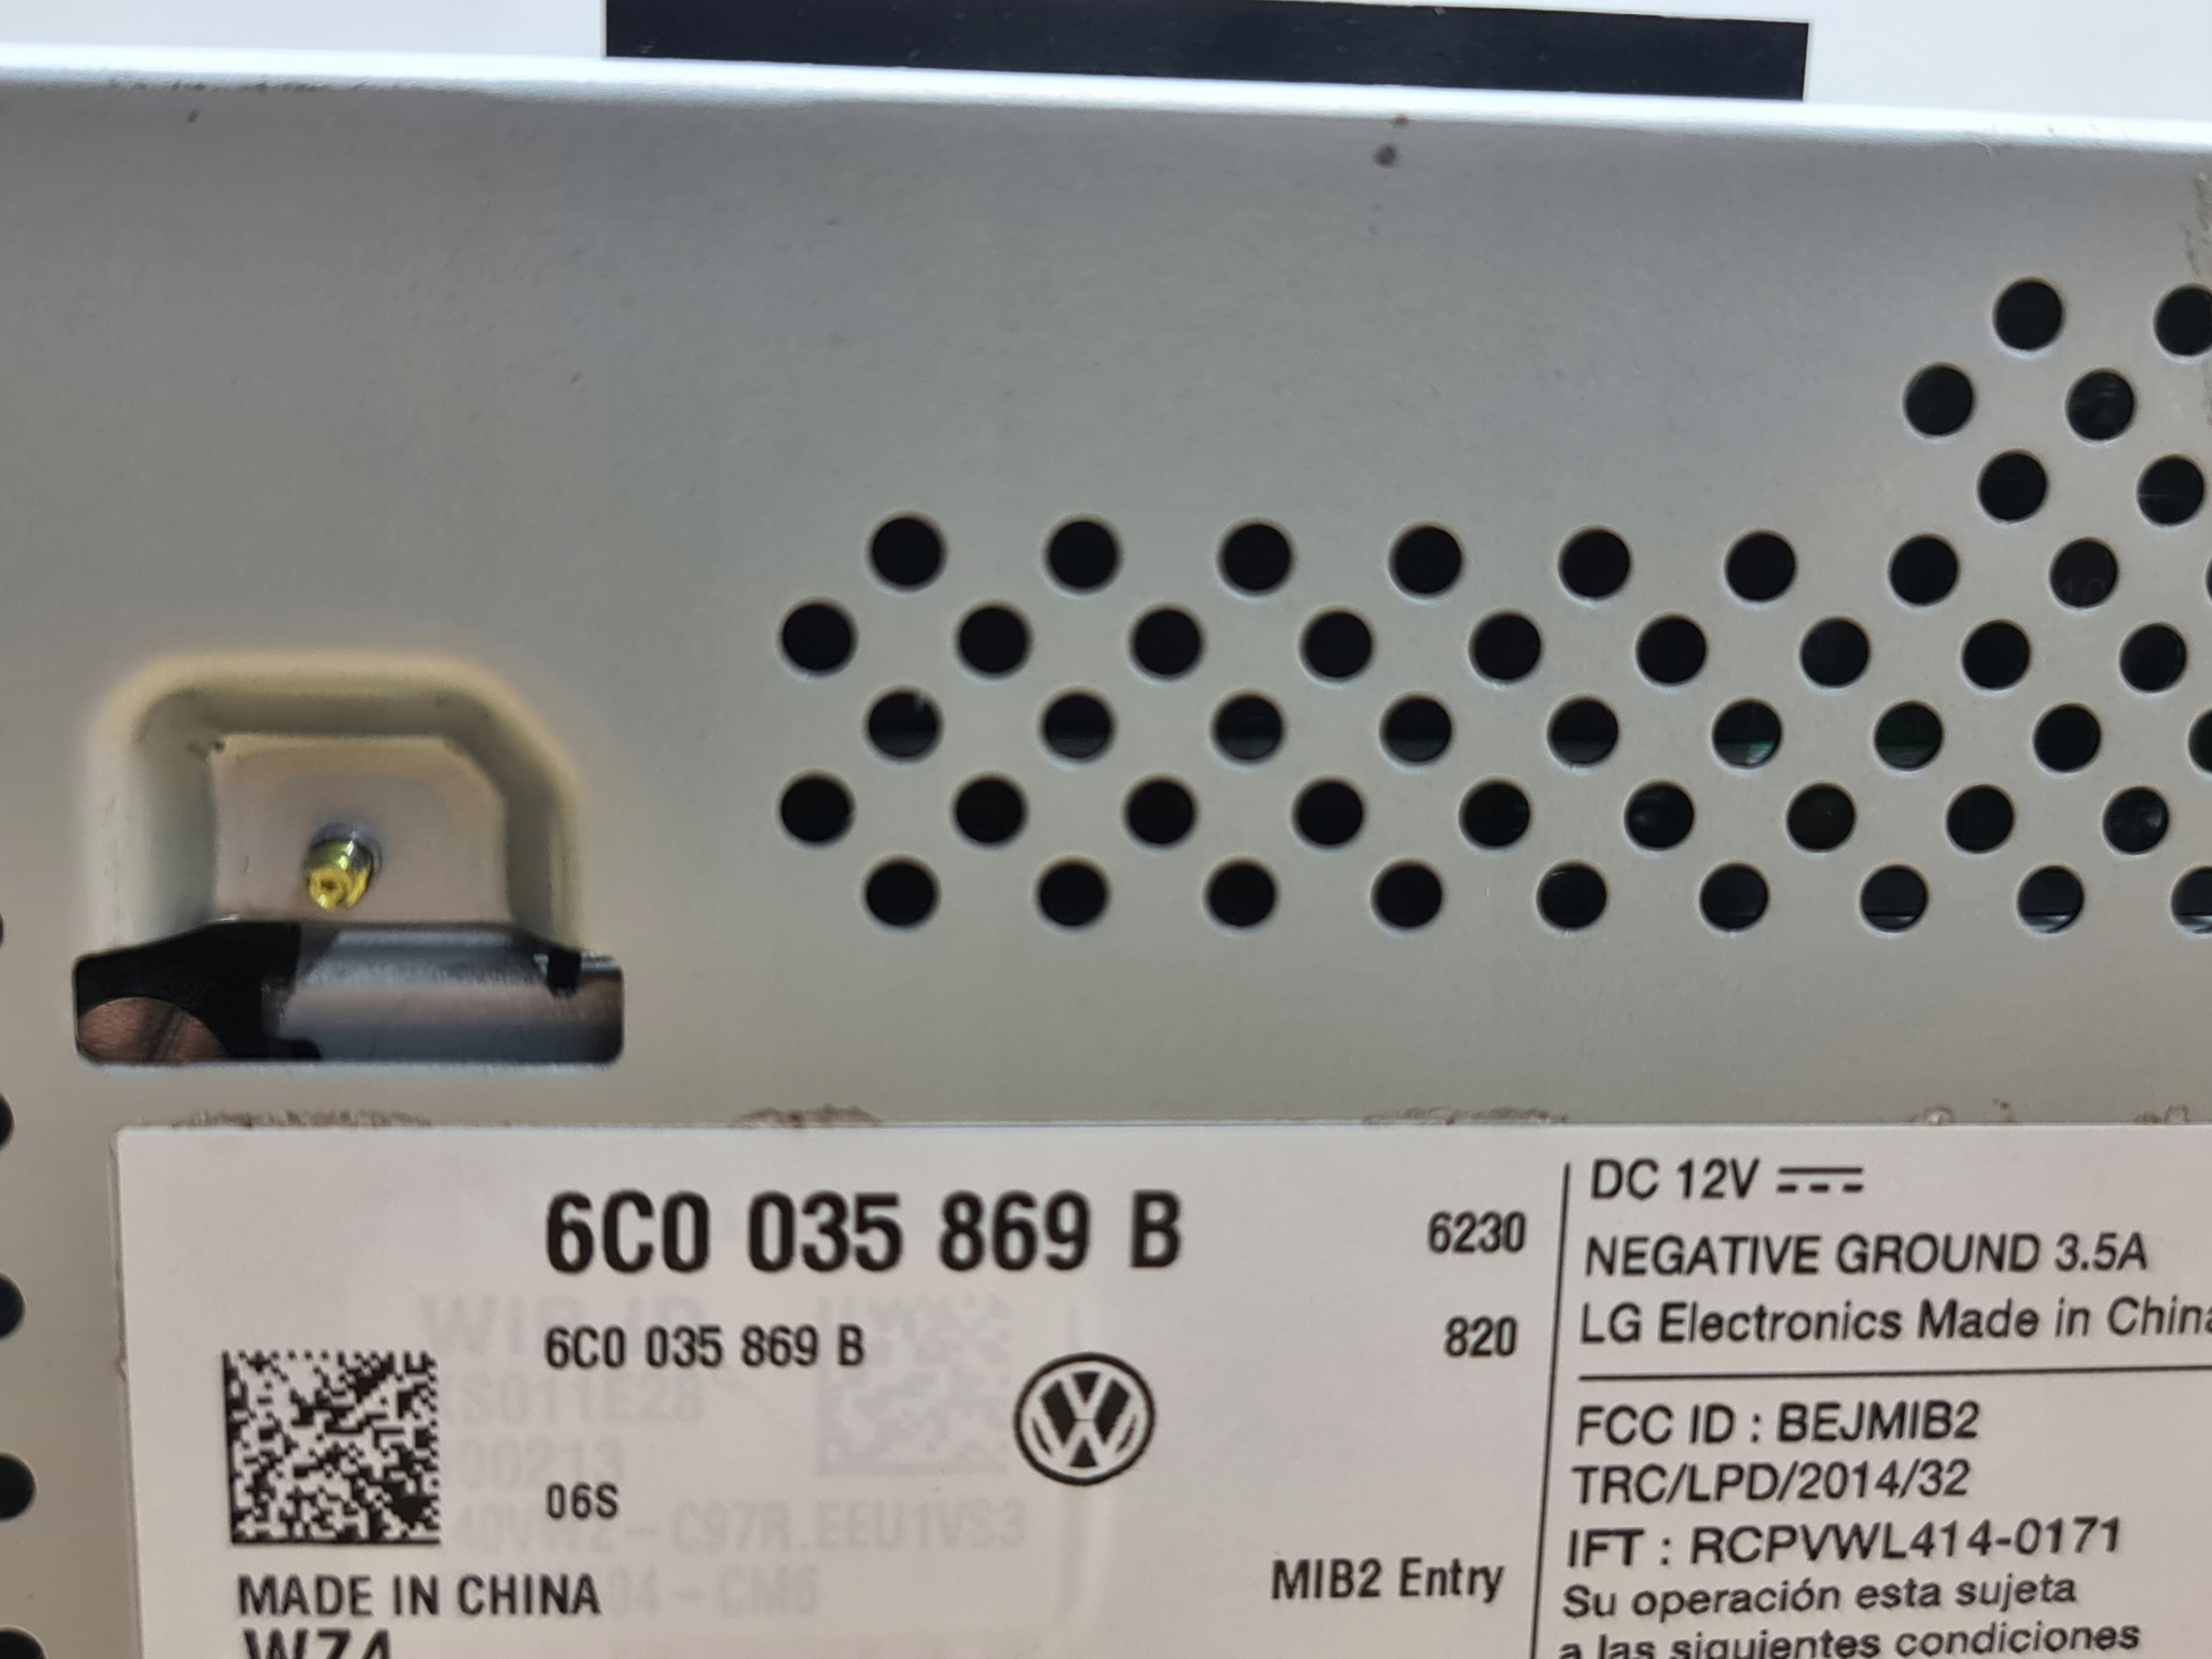 6C0 035 869 B
6C0 035 869 B
06S
MADE IN CHINA
WZ4
6230
820
MIB2 Entry
DC 12V
NEGATIVE GROUND 3.5A
LG Electronics Made in China
FCC ID : BEJMIB2
TRC/LPD/2014/32
IFT : RCPVWL414-0171
Su operación esta sujeta
a las siguientes condiciones